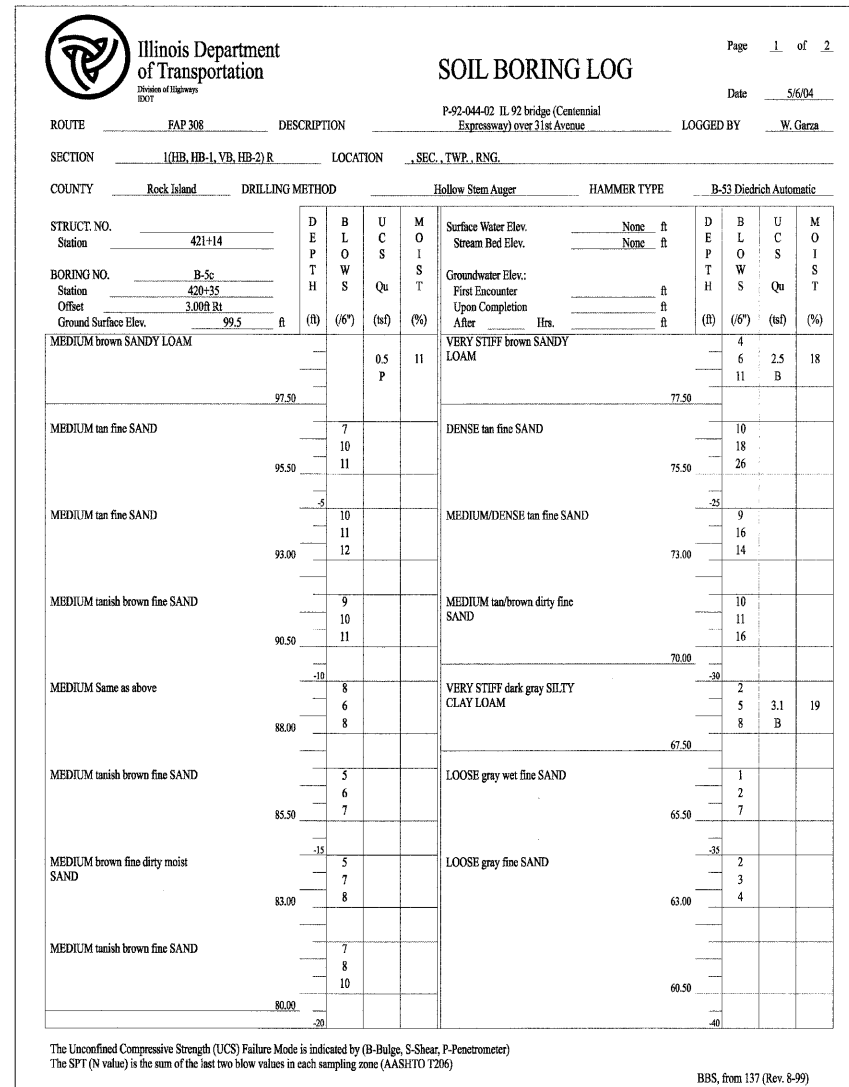 Illinois Department
of Transportation
Division of Highways
IDOT
SOIL BORING LOG
Page 1 of 2
Date 5/6/04
P-92-044-02 IL 92 bridge (Centennial
ROUTE FAP 308 DESCRIPTION Expressway) over 31st Avenue LOGGED BY W. Garza
SECTION 1(HB, HB-1, VB, HB-2) R LOCATION , SEC. , TWP. , RNG.
COUNTY Rock Island DRILLING METHOD Hollow Stem Auger HAMMER TYPE B-53 Diedrich Automatic
STRUCT. NO.
Station 421+14
BORING NO. B-5c
Station 420+35
Offset 3.00ft Rt
Ground Surface Elev. 99.5 ft
DEPTH (ft)
BLOWS (/6")
UCS Qu (tsf)
MOIST (%)
MEDIUM brown SANDY LOAM
0.5 11
P
97.50
MEDIUM tan fine SAND 7
10
95.50 11
-5
MEDIUM tan fine SAND 10
11
93.00 12
MEDIUM tanish brown fine SAND 9
10
90.50 11
-10
MEDIUM Same as above 8
6
88.00 8
MEDIUM tanish brown fine SAND 5
6
85.50 7
-15
MEDIUM brown fine dirty moist 5
SAND 7
83.00 8
MEDIUM tanish brown fine SAND 7
8
10
80.00
-20
Surface Water Elev. None ft
Stream Bed Elev. None ft
Groundwater Elev.:
First Encounter ft
Upon Completion ft
After Hrs. ft
DEPTH (ft)
BLOWS (/6")
UCS Qu (tsf)
MOIST (%)
VERY STIFF brown SANDY 4
LOAM 6 2.5 18
11 B
77.50
DENSE tan fine SAND 10
18
75.50 26
-25
MEDIUM/DENSE tan fine SAND 9
16
73.00 14
MEDIUM tan/brown dirty fine 10
SAND 11
16
70.00
-30
VERY STIFF dark gray SILTY 2
CLAY LOAM 5 3.1 19
8 B
67.50
LOOSE gray wet fine SAND 1
2
65.50 7
-35
LOOSE gray fine SAND 2
3
63.00 4
60.50
-40
The Unconfined Compressive Strength (UCS) Failure Mode is indicated by (B-Bulge, S-Shear, P-Penetrometer)
The SPT (N value) is the sum of the last two blow values in each sampling zone (AASHTO T206)
BBS, from 137 (Rev. 8-99)